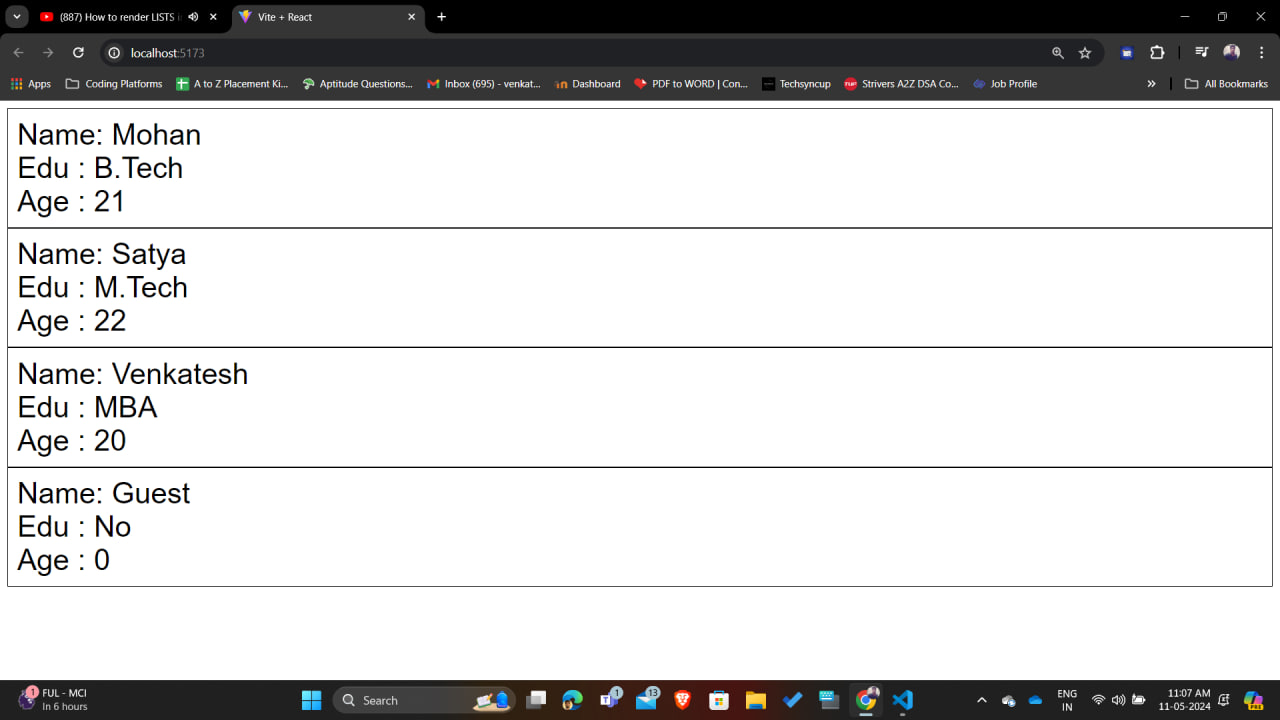 (887) How to render LISTS i
Vite + React
localhost:5173
Apps
Coding Platforms
A to Z Placement Ki...
Aptitude Questions...
Inbox (695) - venkat...
Dashboard
PDF to WORD | Con...
Techsyncup
Strivers A2Z DSA Co...
Job Profile
All Bookmarks
Name: Mohan
Edu : B.Tech
Age : 21
Name: Satya
Edu : M.Tech
Age : 22
Name: Venkatesh
Edu : MBA
Age : 20
Name: Guest
Edu : No
Age : 0
1
FUL - MCI
In 6 hours
Search
1
13
ENG
IN
11:07 AM
11-05-2024
PRE